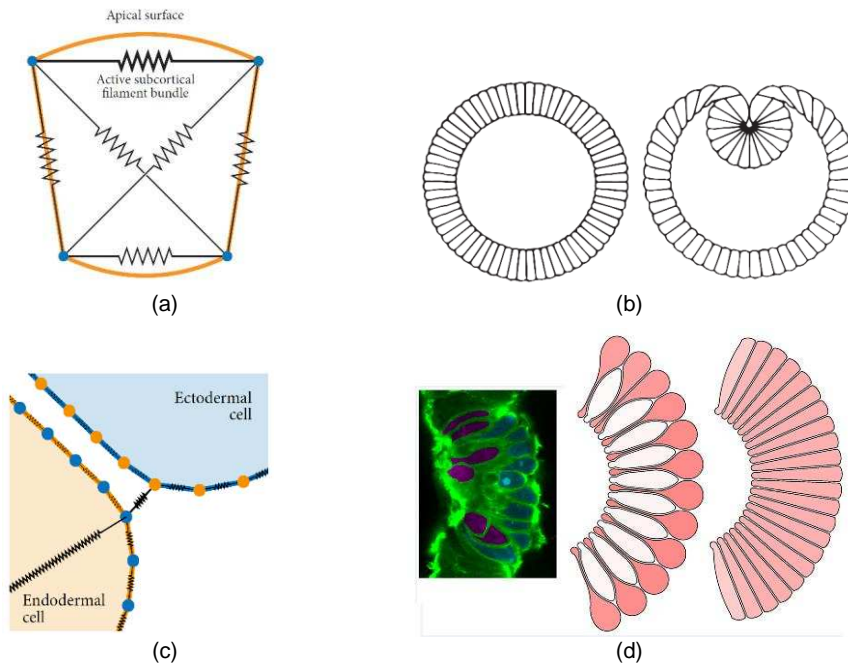 Apical surface
Active subcortical
filament bundle
(a)
(b)
Ectodermal
cell
Endodermal
cell
(c)
(d)